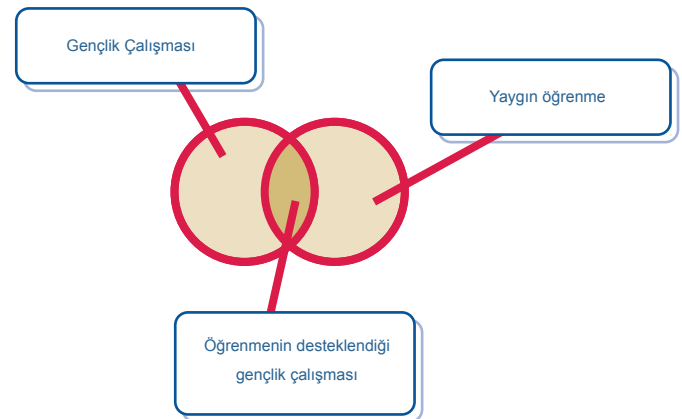 Gençlik Çalışması
Yaygın öğrenme
Öğrenmenin desteklendiği
gençlik çalışması